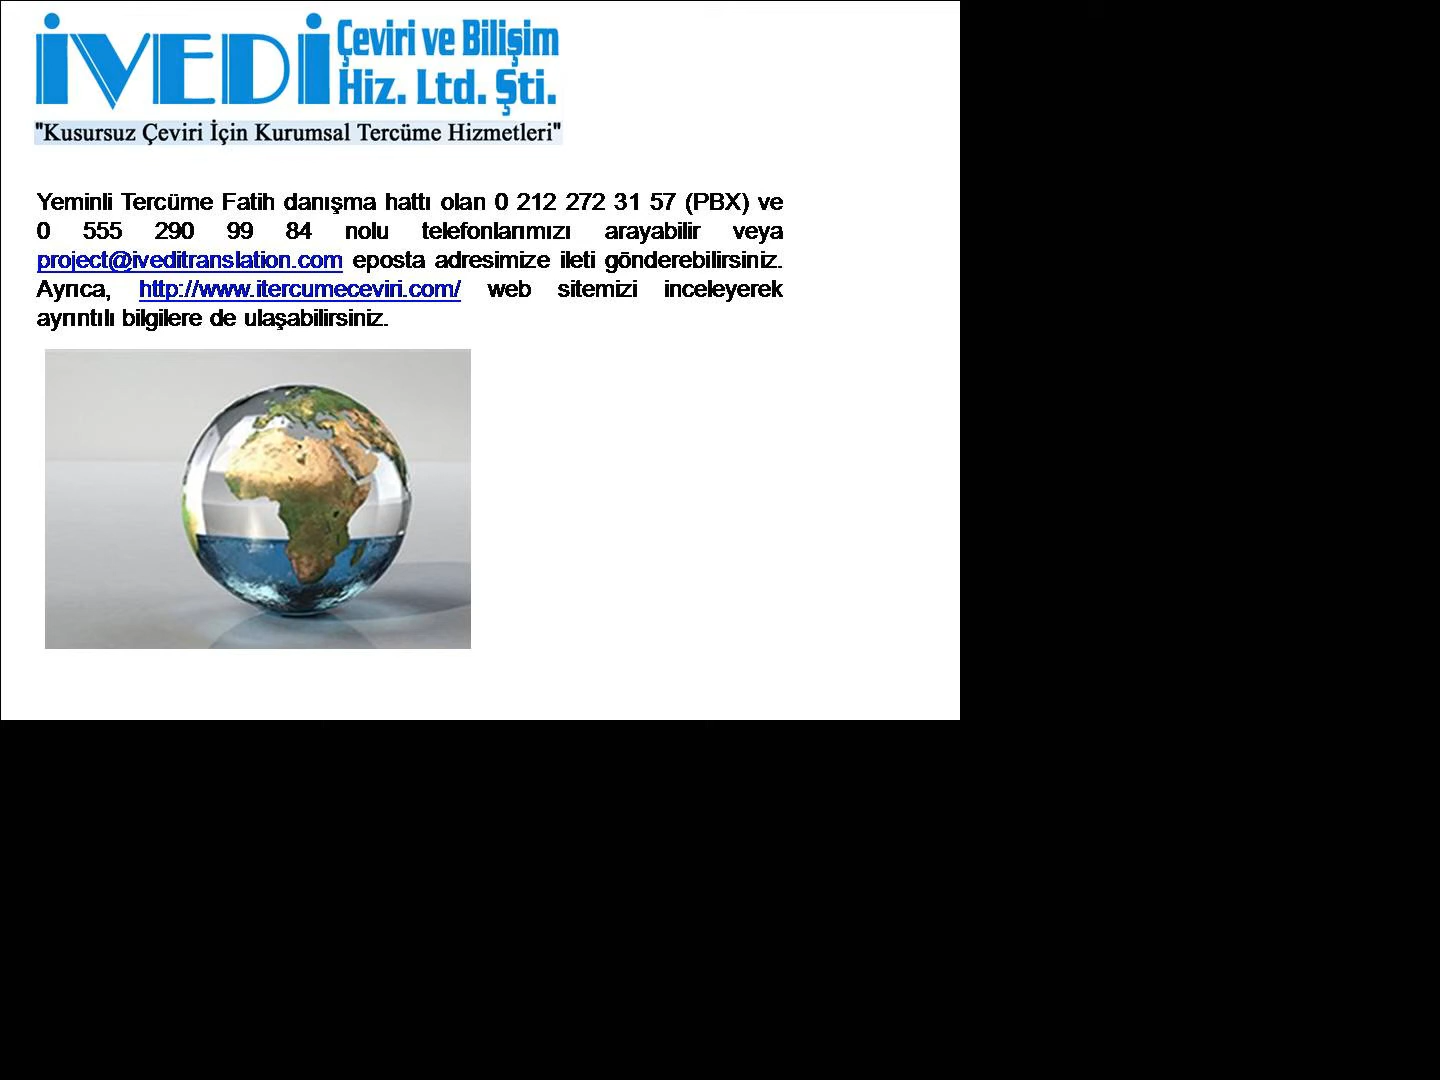 İVEDİ Çeviri ve Bilişim
Hiz. Ltd. Şti.
"Kusursuz Çeviri İçin Kurumsal Tercüme Hizmetleri"
Yeminli Tercüme Fatih danışma hattı olan 0 212 272 31 57 (PBX) ve
0 555 290 99 84 nolu telefonlarımızı arayabilir veya
project@iveditranslation.com eposta adresimize ileti gönderebilirsiniz.
Ayrıca, http://www.itercumeceviri.com/ web sitemizi inceleyerek
ayrıntılı bilgilere de ulaşabilirsiniz.